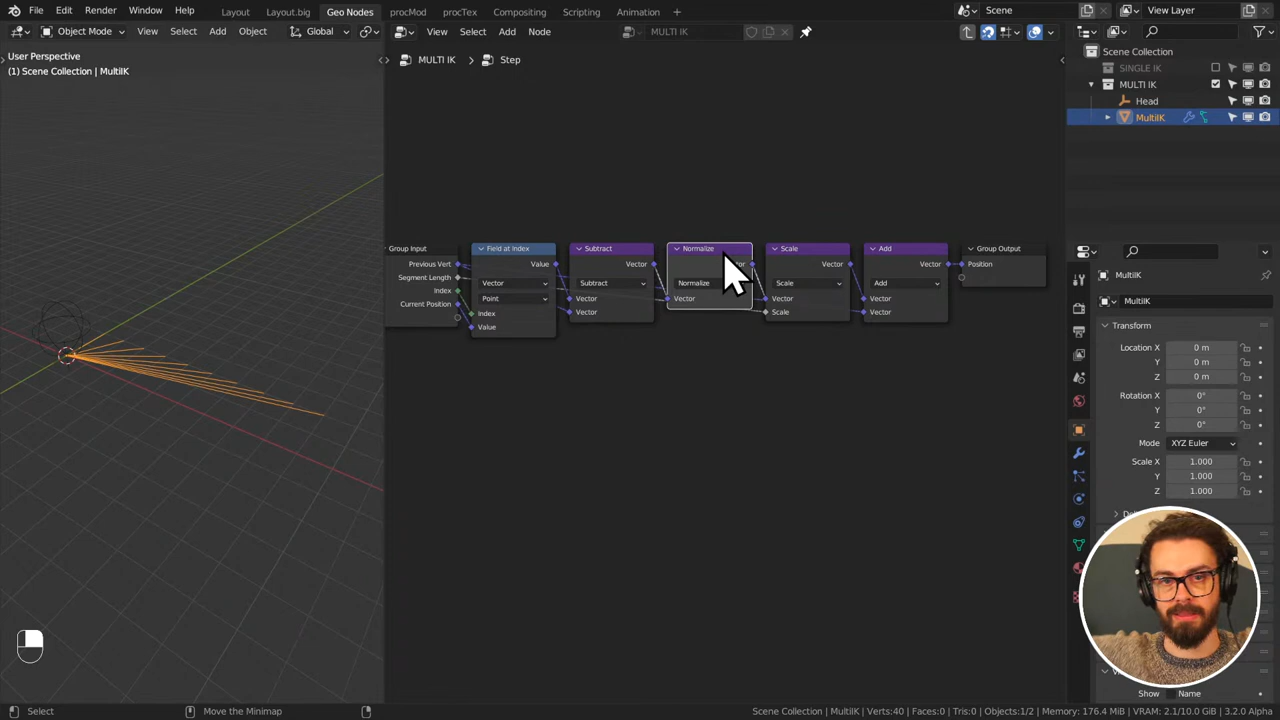 File Edit Render Window Help Layout Layout.big Geo Nodes procMod procTex Compositing Scripting Animation + Scene View Layer
Object Mode View Select Add Object Global View Select Add Node MULTI IK
User Perspective
(1) Scene Collection | MultiIK
MULTI IK > Step
Scene Collection
SINGLE IK
MULTI IK
Head
MultiIK
Group Input
Previous Vert
Segment Length
Index
Current Position
Field at Index
Value
Vector
Point
Index
Value
Subtract
Vector
Subtract
Vector
Vector
Normalize
Normalize
Vector
Scale
Vector
Scale
Vector
Scale
Add
Vector
Add
Vector
Vector
Group Output
Position
MultiIK
MultiIK
Transform
Location X 0 m
Y 0 m
Z 0 m
Rotation X 0°
Y 0°
Z 0°
Mode XYZ Euler
Scale X 1.000
Y 1.000
Z 1.000
Show Name
Select Move the Minimap Scene Collection | MultiIK | Verts:40 | Faces:0 | Tris:0 | Objects:1/2 | Memory: 176.4 MiB | VRAM: 2.1/10.0 GiB | 3.2.0 Alpha